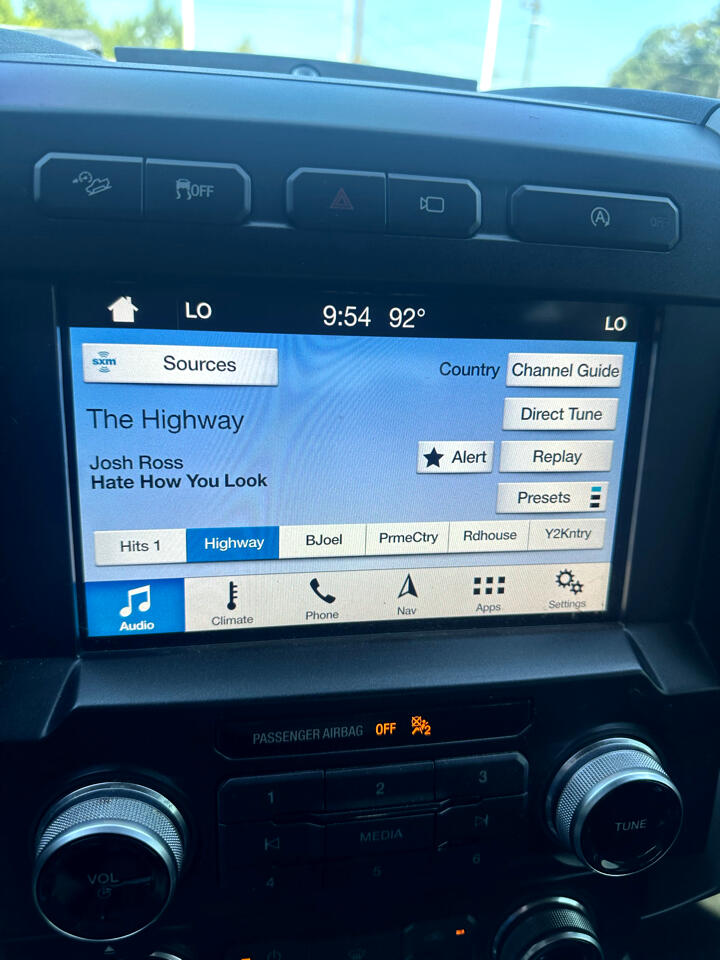 OFF
A OFF
LO 9:54 92° LO
sxm Sources
Country Channel Guide
The Highway
Direct Tune
Josh Ross
Hate How You Look
Alert Replay
Presets
Hits 1 Highway BJoel PrmeCtry Rdhouse Y2Kntry
Audio Climate Phone Nav Apps Settings
PASSENGER AIRBAG OFF 2
1 2 3
MEDIA
4 5 6
VOL
TUNE